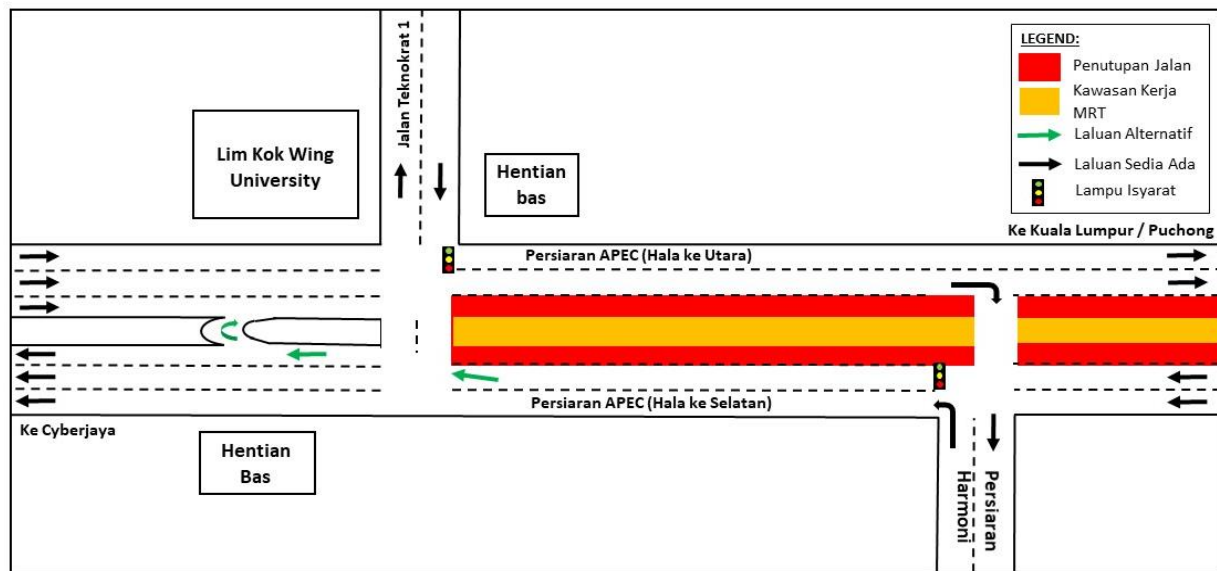 LEGEND:
Penutupan Jalan
Kawasan Kerja
MRT
Laluan Alternatif
Laluan Sedia Ada
Lampu Isyarat
Jalan Teknokrat 1
Lim Kok Wing
University
Hentian
bas
Ke Kuala Lumpur / Puchong
Persiaran APEC (Hala ke Utara)
Persiaran APEC (Hala ke Selatan)
Ke Cyberjaya
Hentian
Bas
Persiaran
Harmoni